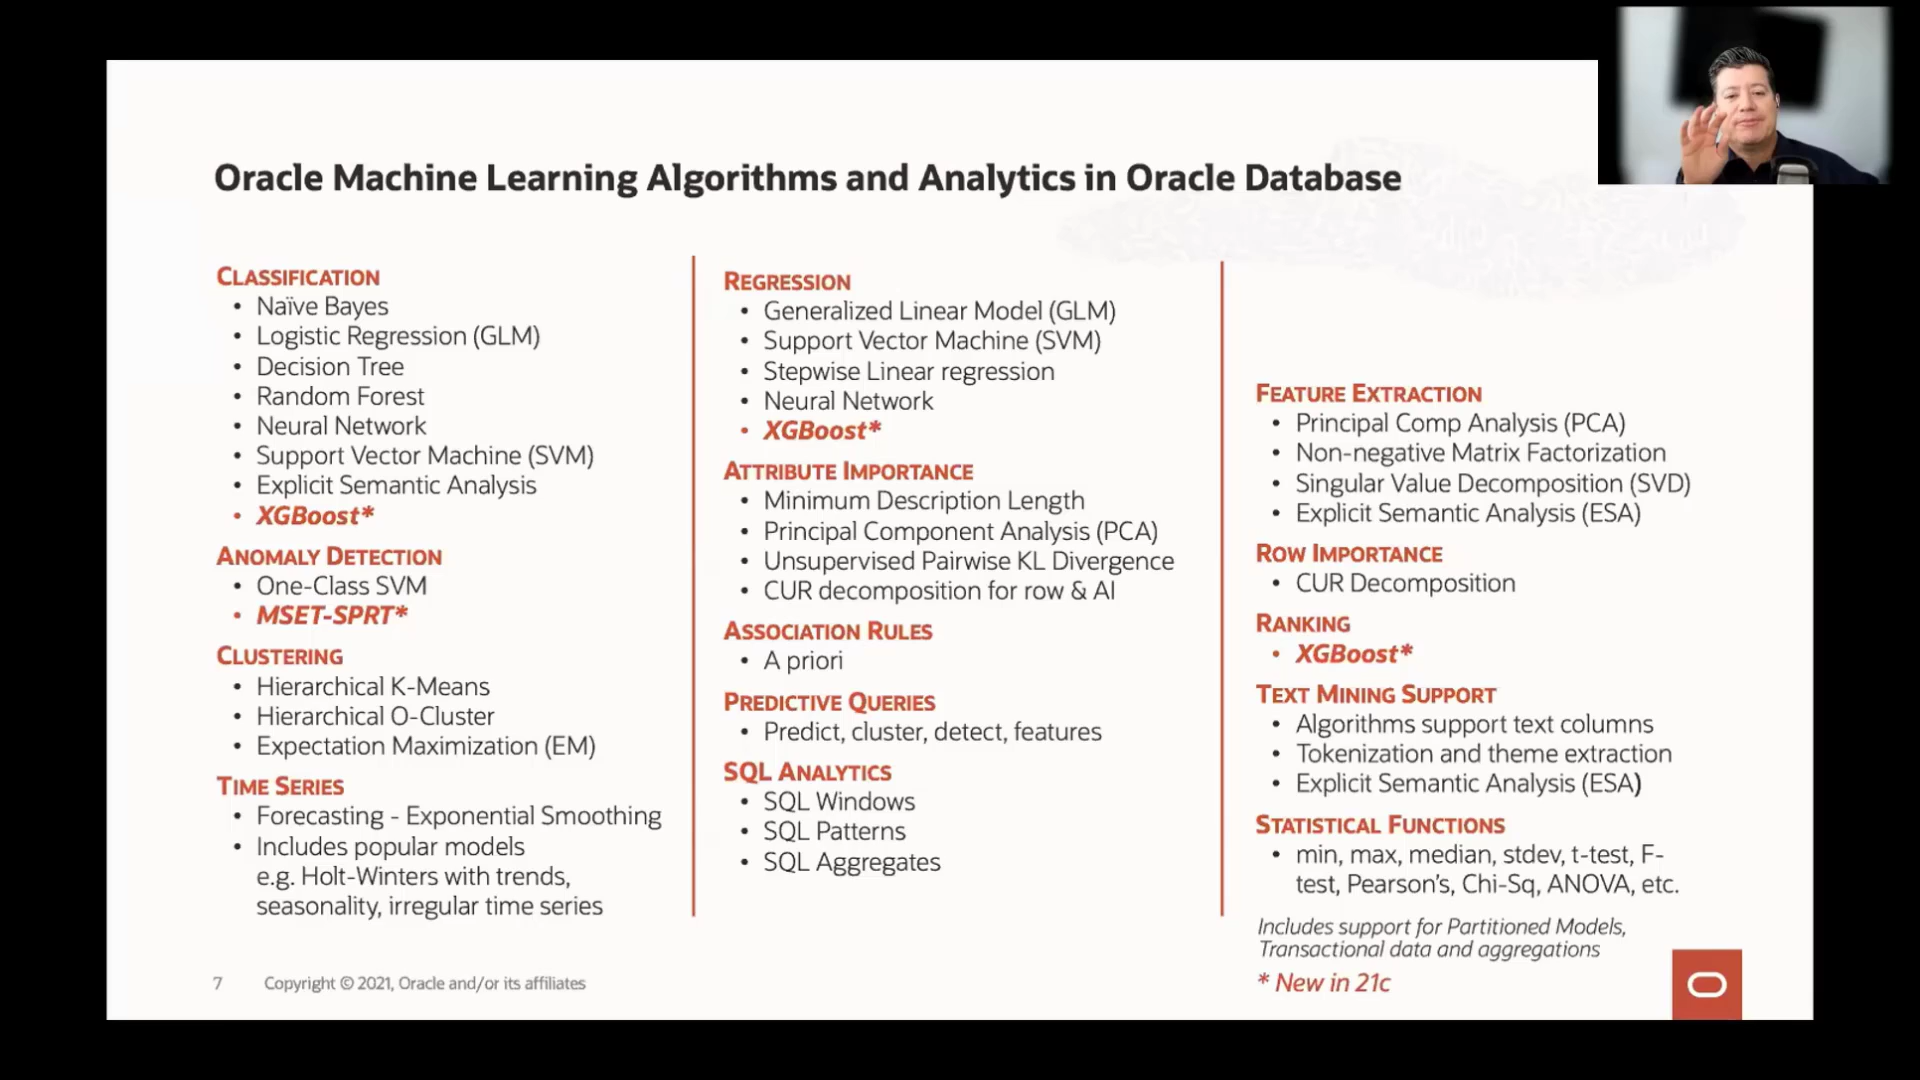 Oracle Machine Learning Algorithms and Analytics in Oracle Database
CLASSIFICATION
• Naïve Bayes
• Logistic Regression (GLM)
• Decision Tree
• Random Forest
• Neural Network
• Support Vector Machine (SVM)
• Explicit Semantic Analysis
• XGBoost*
ANOMALY DETECTION
• One-Class SVM
• MSET-SPRT*
CLUSTERING
• Hierarchical K-Means
• Hierarchical O-Cluster
• Expectation Maximization (EM)
TIME SERIES
• Forecasting - Exponential Smoothing
• Includes popular models
e.g. Holt-Winters with trends,
seasonality, irregular time series
REGRESSION
• Generalized Linear Model (GLM)
• Support Vector Machine (SVM)
• Stepwise Linear regression
• Neural Network
• XGBoost*
ATTRIBUTE IMPORTANCE
• Minimum Description Length
• Principal Component Analysis (PCA)
• Unsupervised Pairwise KL Divergence
• CUR decomposition for row & AI
ASSOCIATION RULES
• A priori
PREDICTIVE QUERIES
• Predict, cluster, detect, features
SQL ANALYTICS
• SQL Windows
• SQL Patterns
• SQL Aggregates
FEATURE EXTRACTION
• Principal Comp Analysis (PCA)
• Non-negative Matrix Factorization
• Singular Value Decomposition (SVD)
• Explicit Semantic Analysis (ESA)
ROW IMPORTANCE
• CUR Decomposition
RANKING
• XGBoost*
TEXT MINING SUPPORT
• Algorithms support text columns
• Tokenization and theme extraction
• Explicit Semantic Analysis (ESA)
STATISTICAL FUNCTIONS
• min, max, median, stdev, t-test, F-
test, Pearson's, Chi-Sq, ANOVA, etc.
Includes support for Partitioned Models,
Transactional data and aggregations
* New in 21c
7 Copyright © 2021, Oracle and/or its affiliates